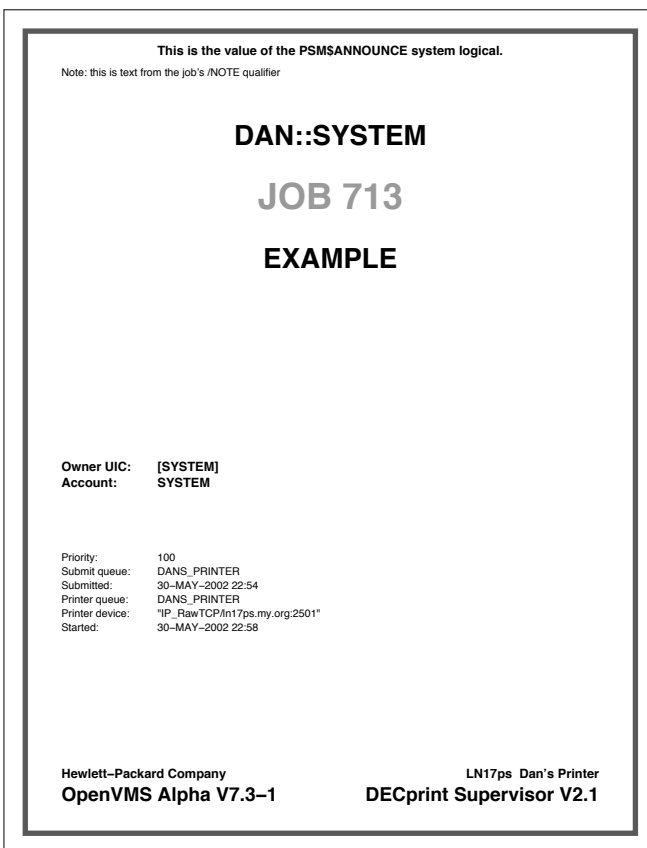 This is the value of the PSM$ANNOUNCE system logical.
Note: this is text from the job's /NOTE qualifier
DAN::SYSTEM
JOB 713
EXAMPLE
Owner UIC: [SYSTEM]
Account: SYSTEM
Priority: 100
Submit queue: DANS_PRINTER
Submitted: 30–MAY–2002 22:54
Printer queue: DANS_PRINTER
Printer device: "IP_RawTCP/ln17ps.my.org:2501"
Started: 30–MAY–2002 22:58
Hewlett–Packard Company LN17ps Dan's Printer
OpenVMS Alpha V7.3–1 DECprint Supervisor V2.1